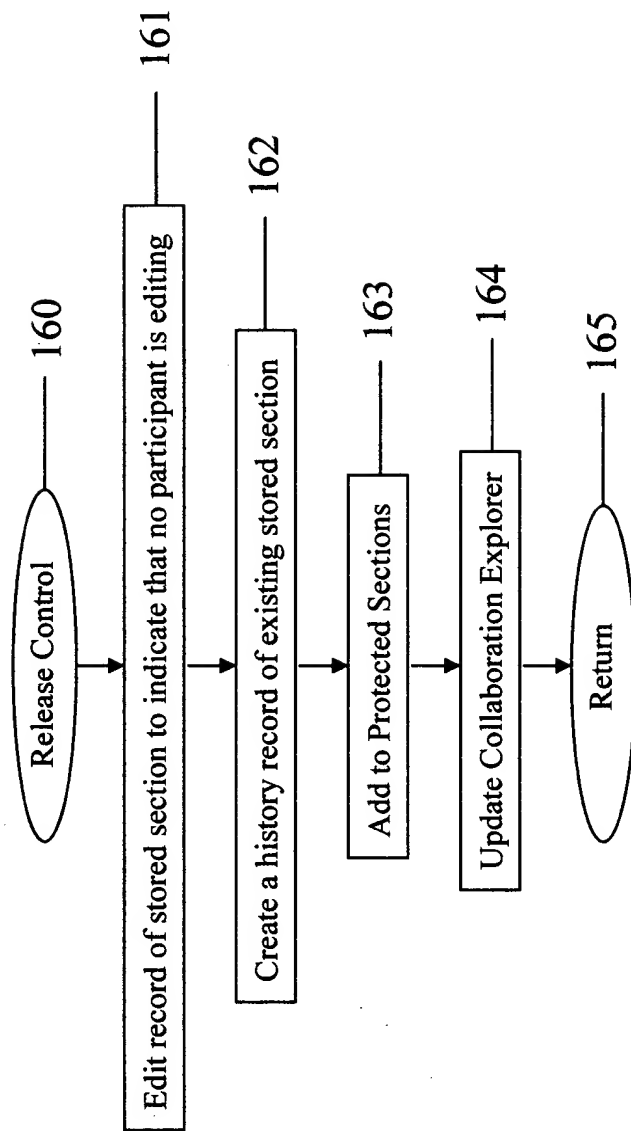 Release Control
160
Edit record of stored section to indicate that no participant is editing
161
Create a history record of existing stored section
162
Add to Protected Sections
163
Update Collaboration Explorer
164
Return
165